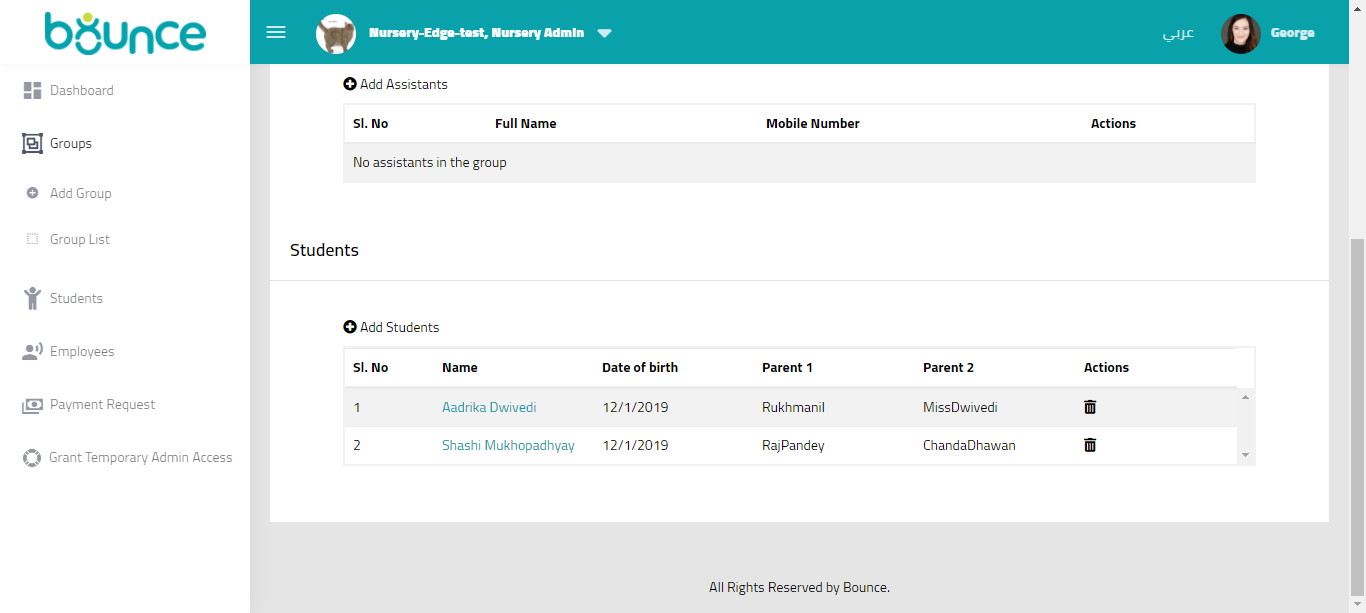 bounce
Nursery-Edge-test, Nursery Admin
عربي
George
Dashboard
Groups
Add Group
Group List
Students
Employees
Payment Request
Grant Temporary Admin Access
Add Assistants
Sl. No Full Name Mobile Number Actions
No assistants in the group
Students
Add Students
Sl. No Name Date of birth Parent 1 Parent 2 Actions
1 Aadrika Dwivedi 12/1/2019 Rukhmanil MissDwivedi
2 Shashi Mukhopadhyay 12/1/2019 RajPandey ChandaDhawan
All Rights Reserved by Bounce.